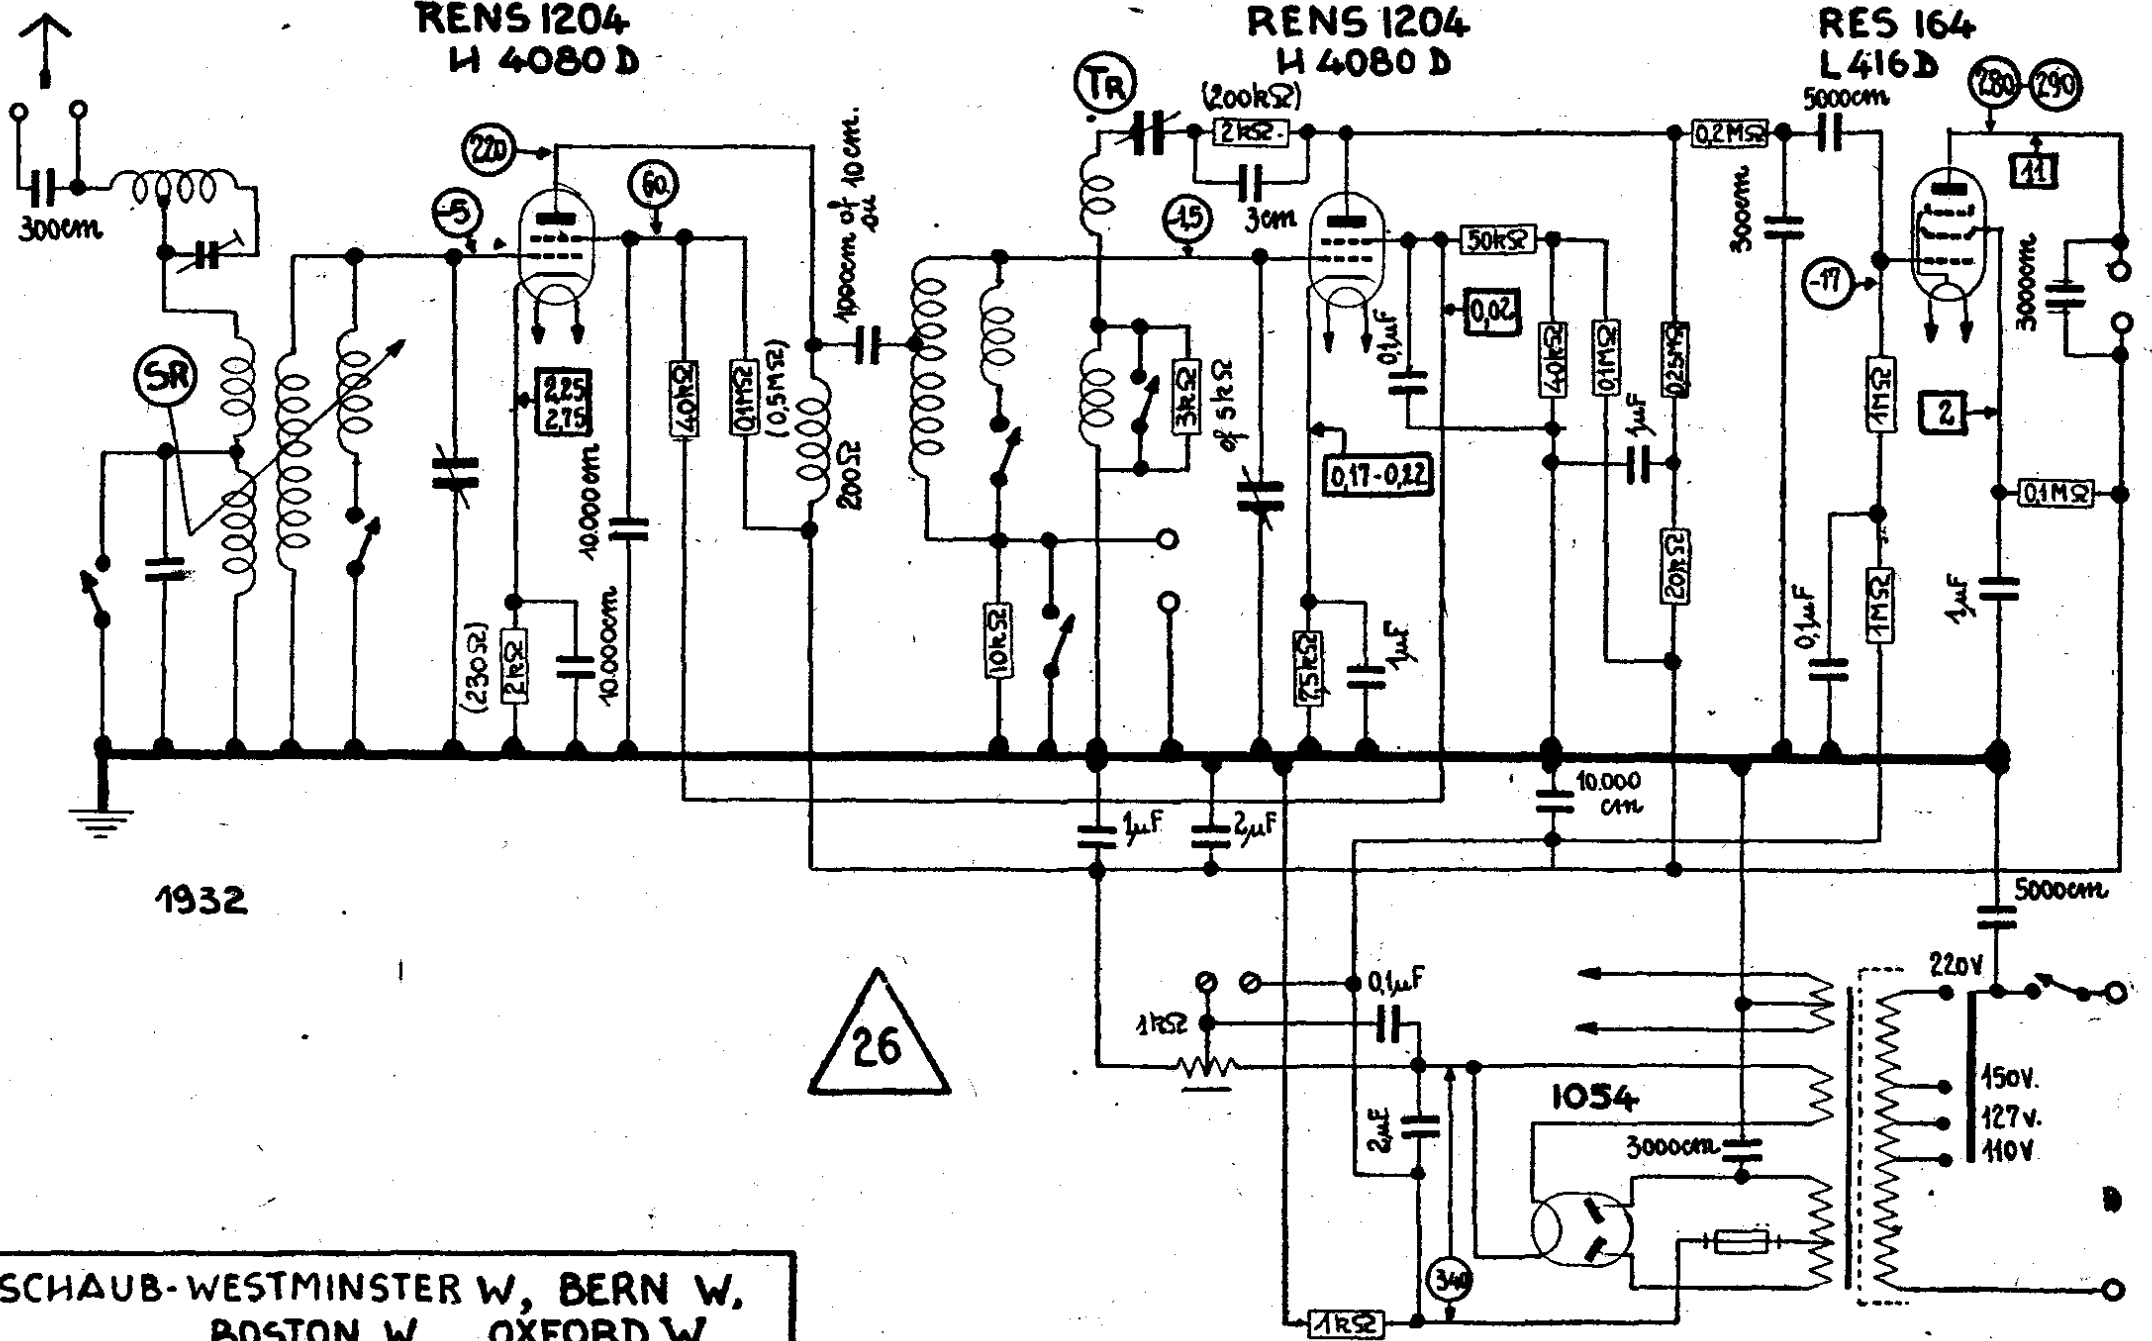 RENS 1204
H 4080 D
RENS 1204
H 4080 D
RES 164
L 416 D
TR
(200kΩ)
2kΩ.
3cm
5000cm
280
290
0,2MΩ
11
300cm
220
60
-5
-15
-17
1000cm of 10cm.
ou
50kΩ
300cm
3000cm
SR
2,25
2,75
40kΩ
0,1MΩ
(0,5MΩ)
200Ω
10.000cm
3kΩ
of 5kΩ
0,1µF
0,02
40kΩ
0,1MΩ
0,25MΩ
1µF
0,17-0,22
1MΩ
2
0,1MΩ
(230Ω)
2kΩ
10.000cm
10kΩ
7,5kΩ
1µF
20kΩ
0,1µF
1MΩ
1µF
1µF
2µF
10.000
cm
1932
5000cm
26
1kΩ
0,1µF
220V
150V.
127V.
110V
2µF
1054
3000cm
340
1kΩ
SCHAUB-WESTMINSTER W, BERN W,
BOSTON W OXFORD W